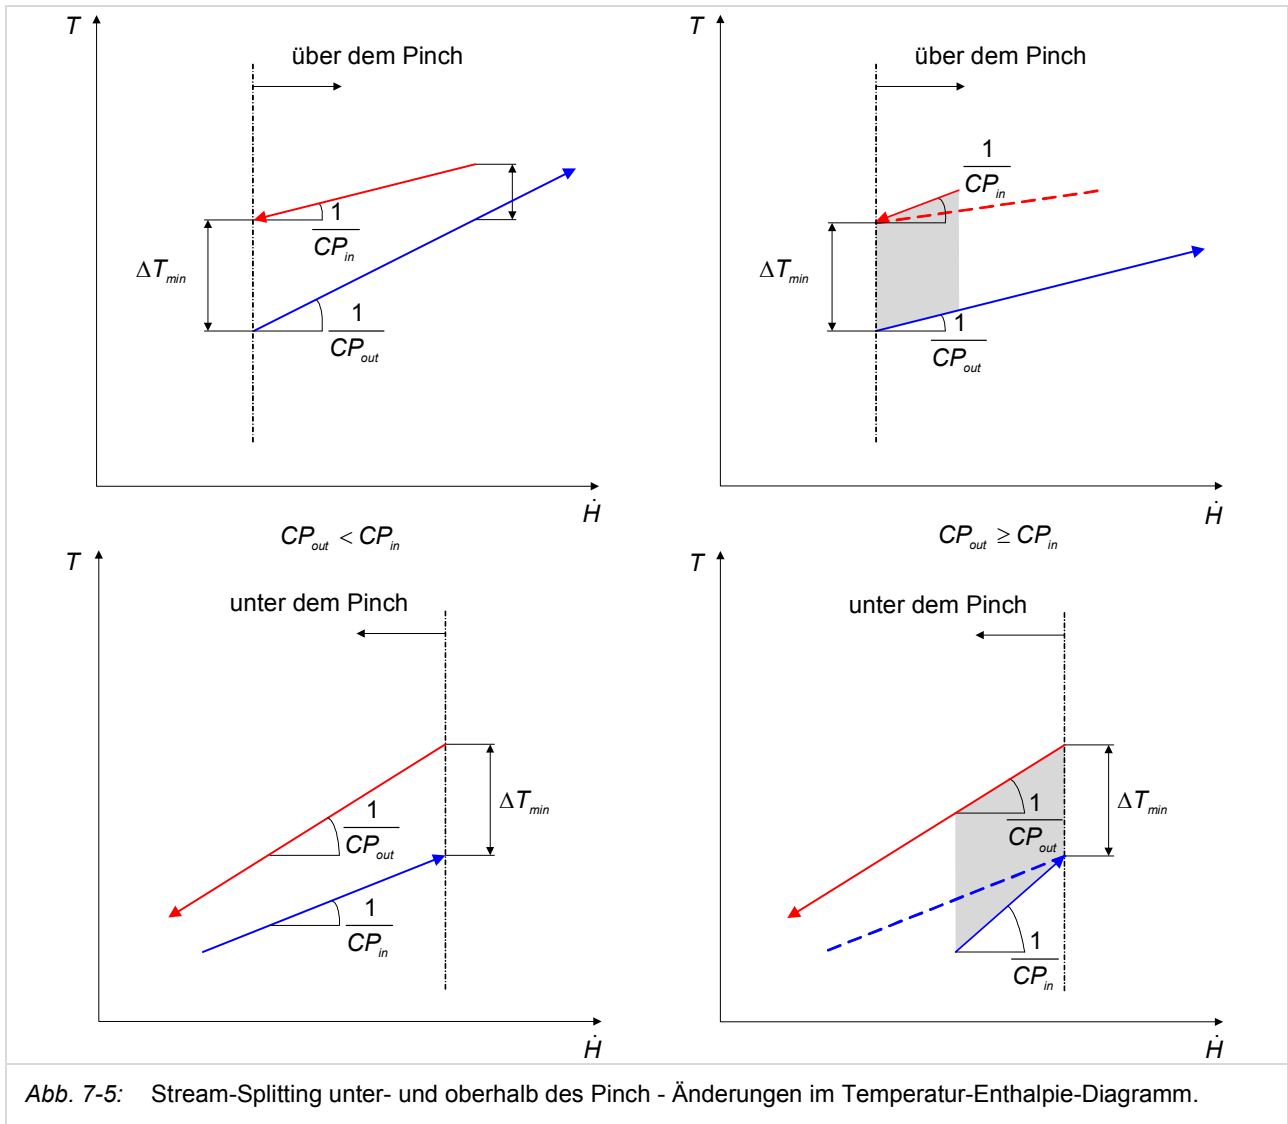 T
über dem Pinch
ΔT_min
1
CP_in
1
CP_out
Ḣ
T
über dem Pinch
1
CP_in
ΔT_min
1
CP_out
Ḣ
CP_out < CP_in
CP_out ≥ CP_in
T
unter dem Pinch
1
CP_out
ΔT_min
1
CP_in
Ḣ
T
unter dem Pinch
1
CP_out
ΔT_min
1
CP_in
Ḣ
Abb. 7-5: Stream-Splitting unter- und oberhalb des Pinch - Änderungen im Temperatur-Enthalpie-Diagramm.